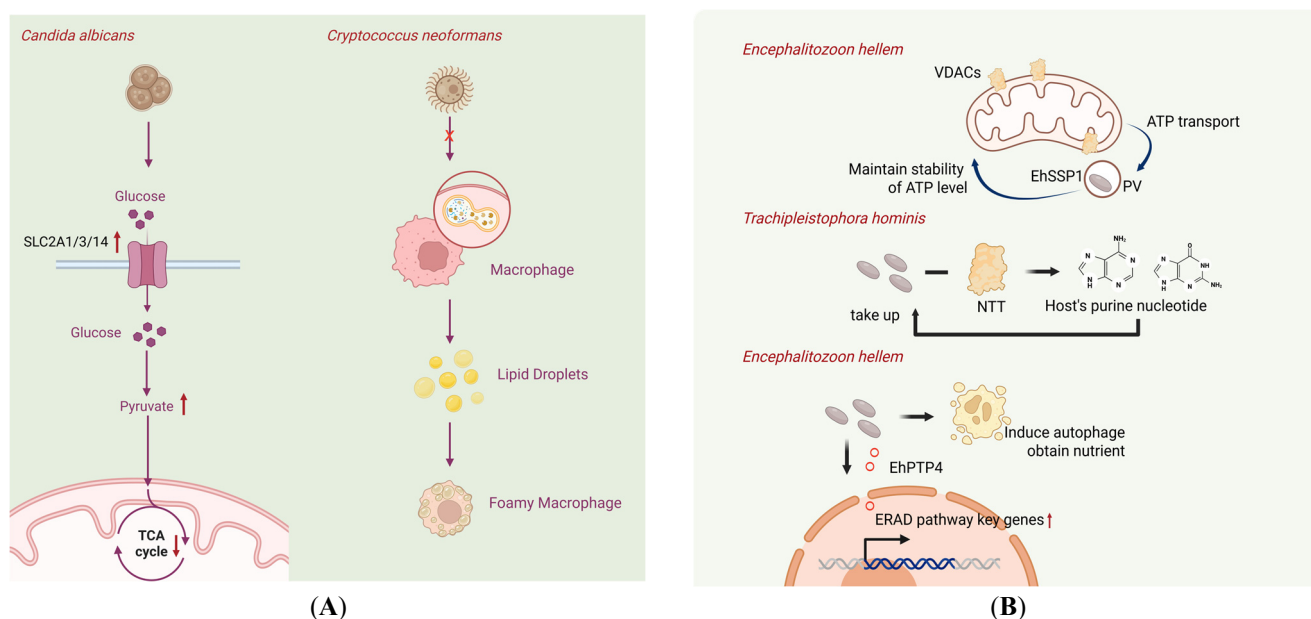 Candida albicans
Glucose
SLC2A1/3/14
Glucose
Pyruvate
TCA
cycle
Cryptococcus neoformans
X
Macrophage
Lipid Droplets
Foamy Macrophage
(A)
Encephalitozoon hellem
VDACs
ATP transport
Maintain stability
of ATP level
EhSSP1
PV
Trachipleistophora hominis
take up
NTT
NH₂
N
N
N
H
N
O
N
NH
N
H
N
NH₂
Host's purine nucleotide
Encephalitozoon hellem
Induce autophage
obtain nutrient
EhPTP4
ERAD pathway key genes
(B)